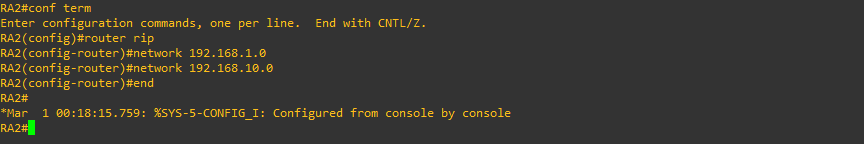 RA2#conf term
Enter configuration commands, one per line.  End with CNTL/Z.
RA2(config)#router rip
RA2(config-router)#network 192.168.1.0
RA2(config-router)#network 192.168.10.0
RA2(config-router)#end
RA2#
*Mar  1 00:18:15.759: %SYS-5-CONFIG_I: Configured from console by console
RA2#